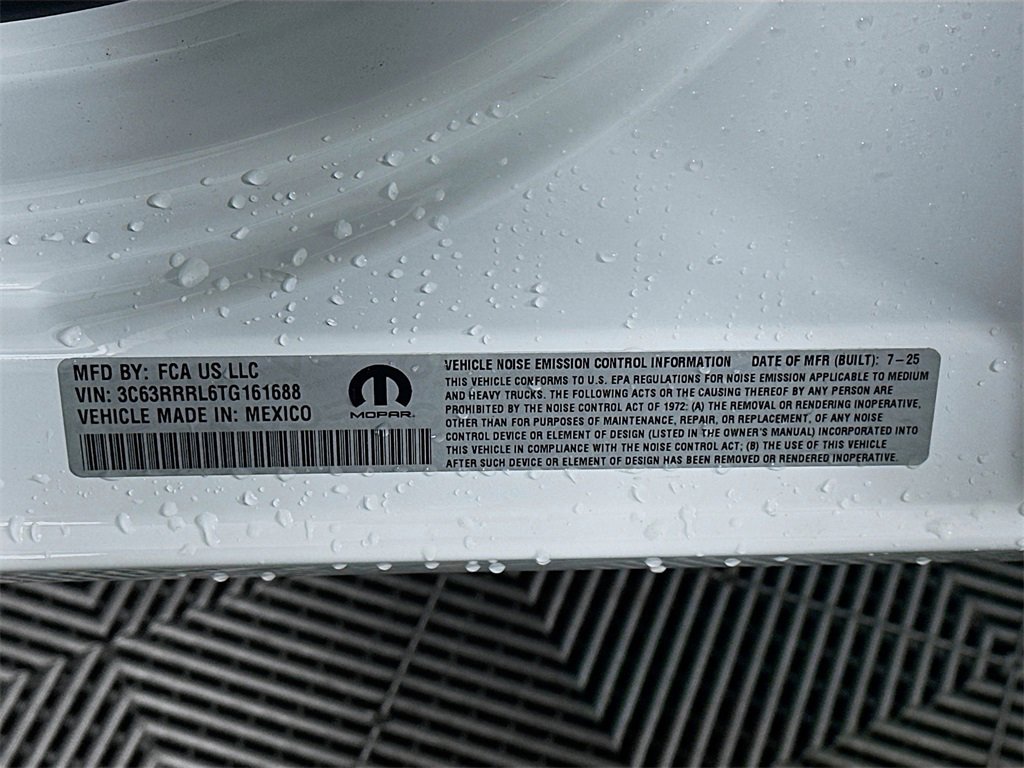 MFD BY: FCA US LLC
VIN: 3C63RRRL6TG161688
VEHICLE MADE IN: MEXICO
MOPAR.
VEHICLE NOISE EMISSION CONTROL INFORMATION DATE OF MFR (BUILT): 7-25
THIS VEHICLE CONFORMS TO U.S. EPA REGULATIONS FOR NOISE EMISSION APPLICABLE TO MEDIUM
AND HEAVY TRUCKS. THE FOLLOWING ACTS OR THE CAUSING THEREOF BY ANY PERSON ARE
PROHIBITED BY THE NOISE CONTROL ACT OF 1972: (A) THE REMOVAL OR RENDERING INOPERATIVE,
OTHER THAN FOR PURPOSES OF MAINTENANCE, REPAIR, OR REPLACEMENT, OF ANY NOISE
CONTROL DEVICE OR ELEMENT OF DESIGN (LISTED IN THE OWNER'S MANUAL) INCORPORATED INTO
THIS VEHICLE IN COMPLIANCE WITH THE NOISE CONTROL ACT; (B) THE USE OF THIS VEHICLE
AFTER SUCH DEVICE OR ELEMENT OF DESIGN HAS BEEN REMOVED OR RENDERED INOPERATIVE.